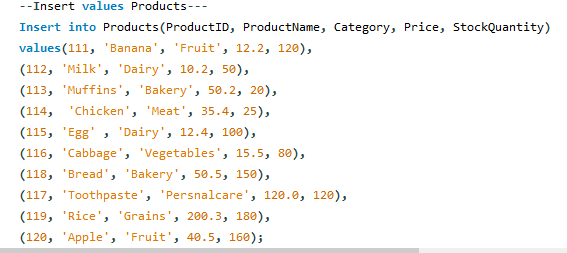 --Insert values Products---
Insert into Products(ProductID, ProductName, Category, Price, StockQuantity)
values(111, 'Banana', 'Fruit', 12.2, 120),
(112, 'Milk', 'Dairy', 10.2, 50),
(113, 'Muffins', 'Bakery', 50.2, 20),
(114,  'Chicken', 'Meat', 35.4, 25),
(115, 'Egg' , 'Dairy', 12.4, 100),
(116, 'Cabbage', 'Vegetables', 15.5, 80),
(118, 'Bread', 'Bakery', 50.5, 150),
(117, 'Toothpaste', 'Persnalcare', 120.0, 120),
(119, 'Rice', 'Grains', 200.3, 180),
(120, 'Apple', 'Fruit', 40.5, 160);